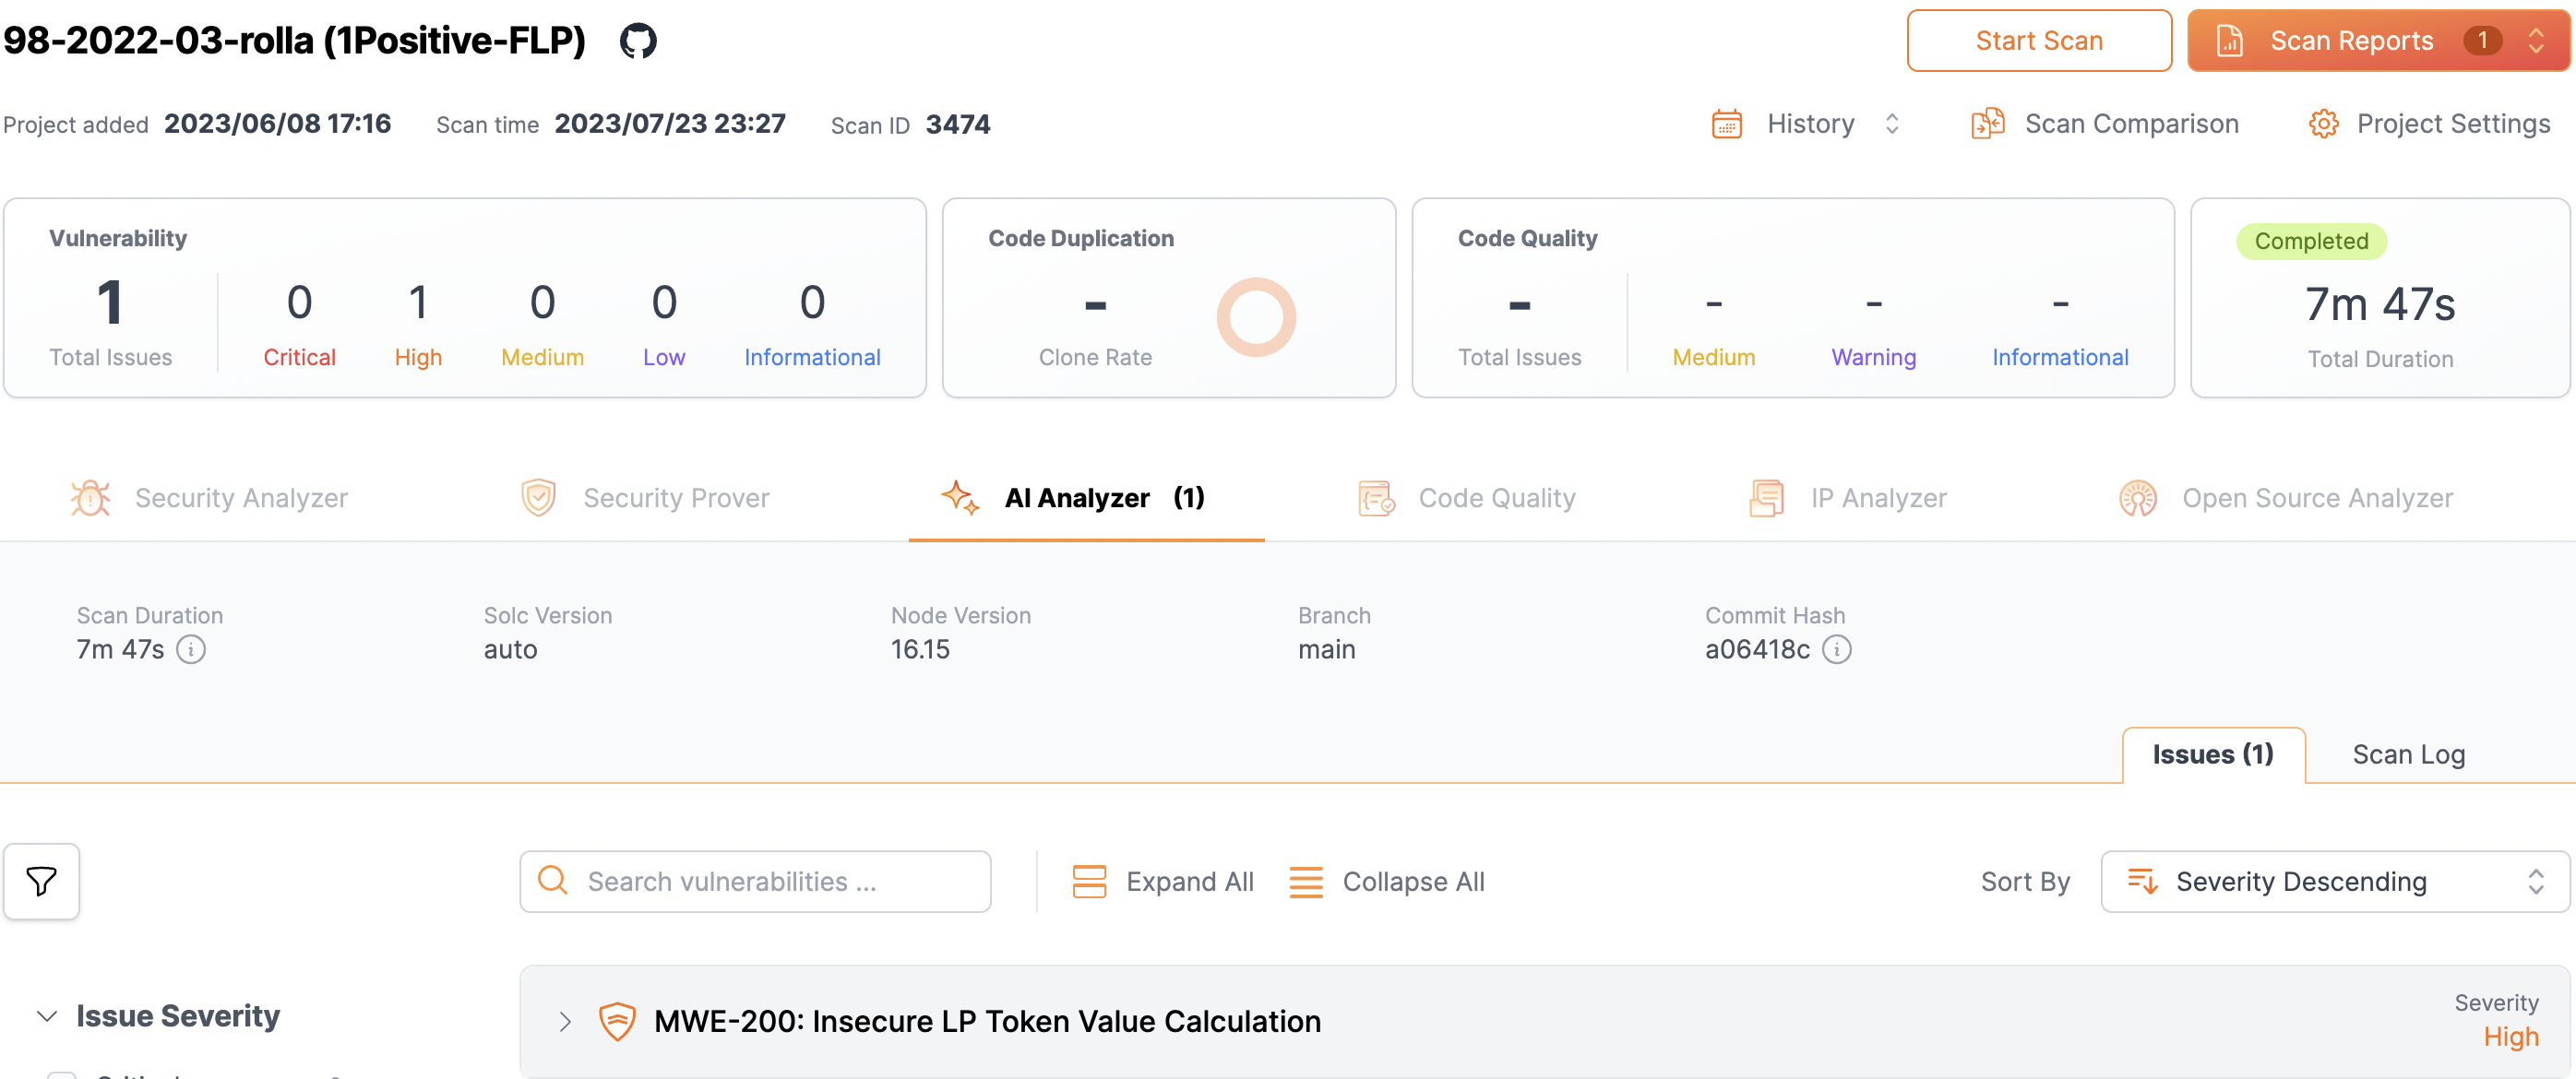 98-2022-03-rolla (1Positive-FLP)
Start Scan
Scan Reports 1
Project added 2023/06/08 17:16 Scan time 2023/07/23 23:27 Scan ID 3474
History Scan Comparison Project Settings
Vulnerability
1 0 1 0 0 0
Total Issues Critical High Medium Low Informational
Code Duplication
-
Clone Rate
Code Quality
- - - -
Total Issues Medium Warning Informational
Completed
7m 47s
Total Duration
Security Analyzer Security Prover AI Analyzer (1) Code Quality IP Analyzer Open Source Analyzer
Scan Duration Solc Version Node Version Branch Commit Hash
7m 47s auto 16.15 main a06418c
Issues (1) Scan Log
Search vulnerabilities ... Expand All Collapse All Sort By Severity Descending
Issue Severity
MWE-200: Insecure LP Token Value Calculation
Severity
High